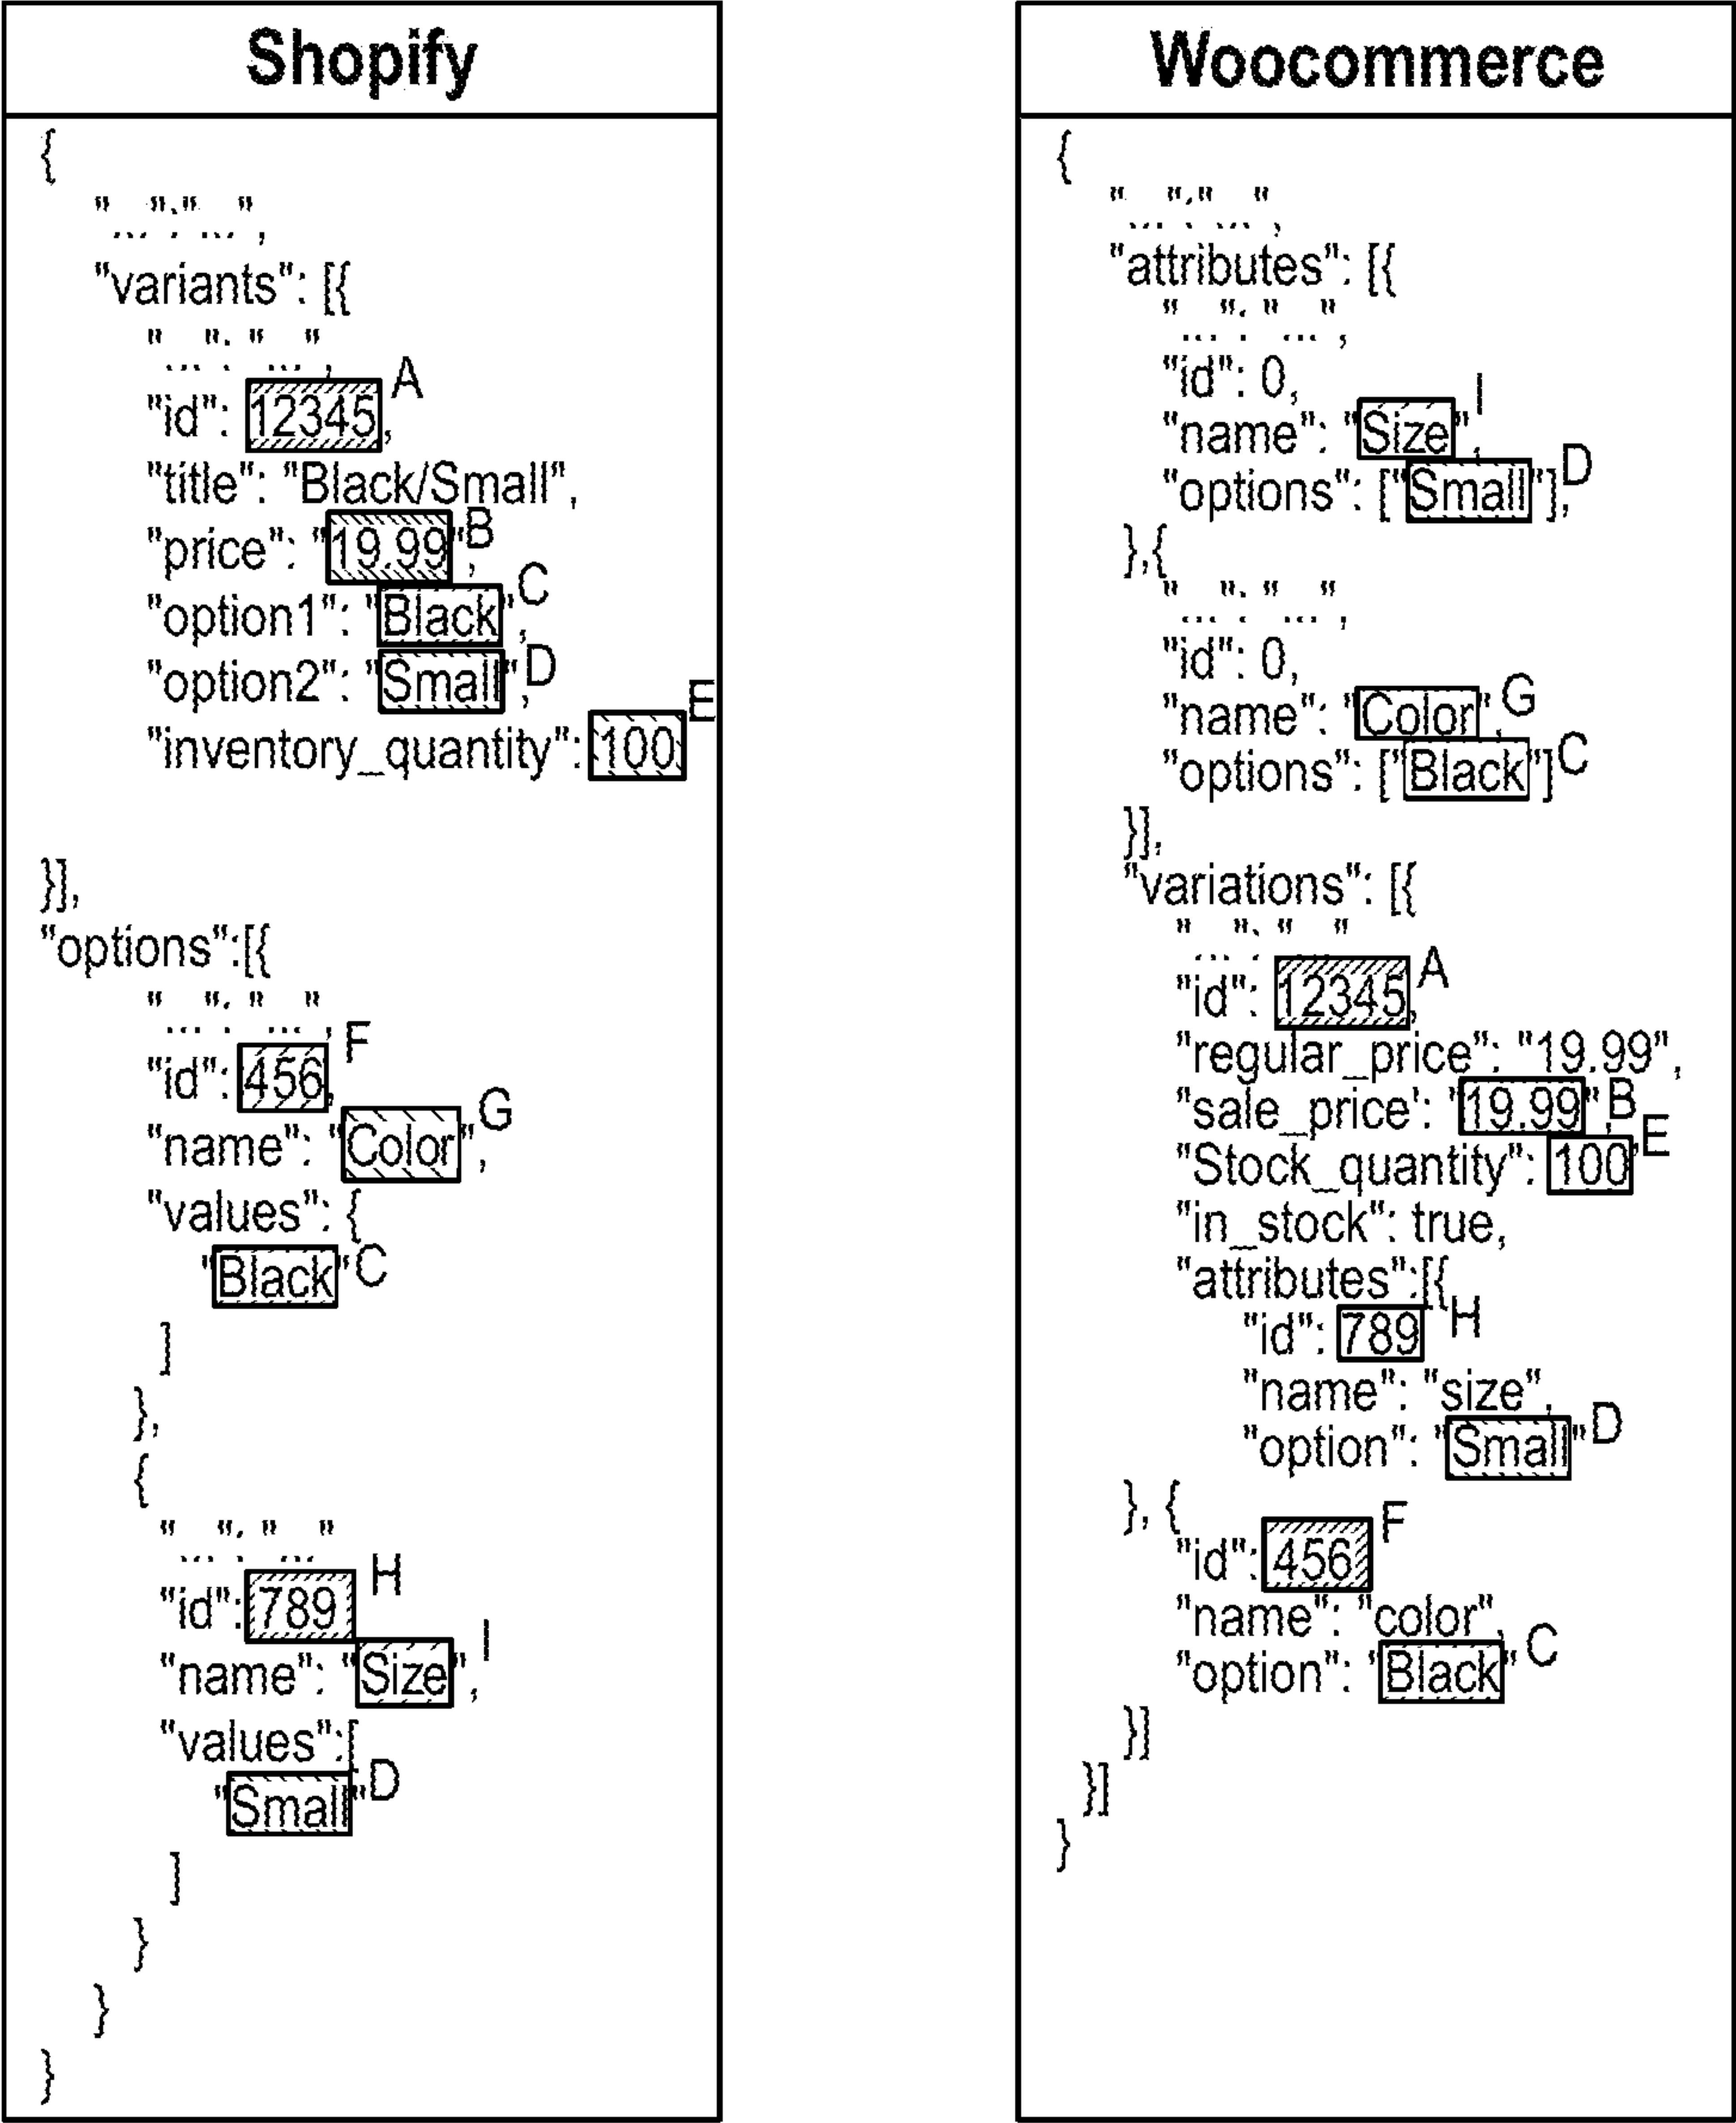 Shopify
{
"...":"...",
"variants": [{
"...": "...",
"id": 12345, A
"title": "Black/Small",
"price": "19.99", B
"option1": "Black", C
"option2": "Small", D
"inventory_quantity": 100 E
}],
"options":[{
"...": "...",
"id": 456, F
"name": "Color", G
"values": {
"Black" C
]
},
{
"...": "..."
"id": 789 H
"name": "Size", I
"values":[
"Small" D
]
}
}
}
Woocommerce
{
"...":"...",
"attributes": [{
"...": "...",
"id": 0,
"name": "Size", I
"options": ["Small"], D
},{
"...": "...",
"id": 0,
"name": "Color", G
"options": ["Black"] C
}],
"variations": [{
"...": "..."
"id": 12345, A
"regular_price": "19.99",
"sale_price': "19.99", B
"Stock_quantity": 100, E
"in_stock": true,
"attributes":[{
"id": 789 H
"name": "size",
"option": "Small" D
}, {
"id": 456 F
"name": "color",
"option": "Black" C
}]
}]
}